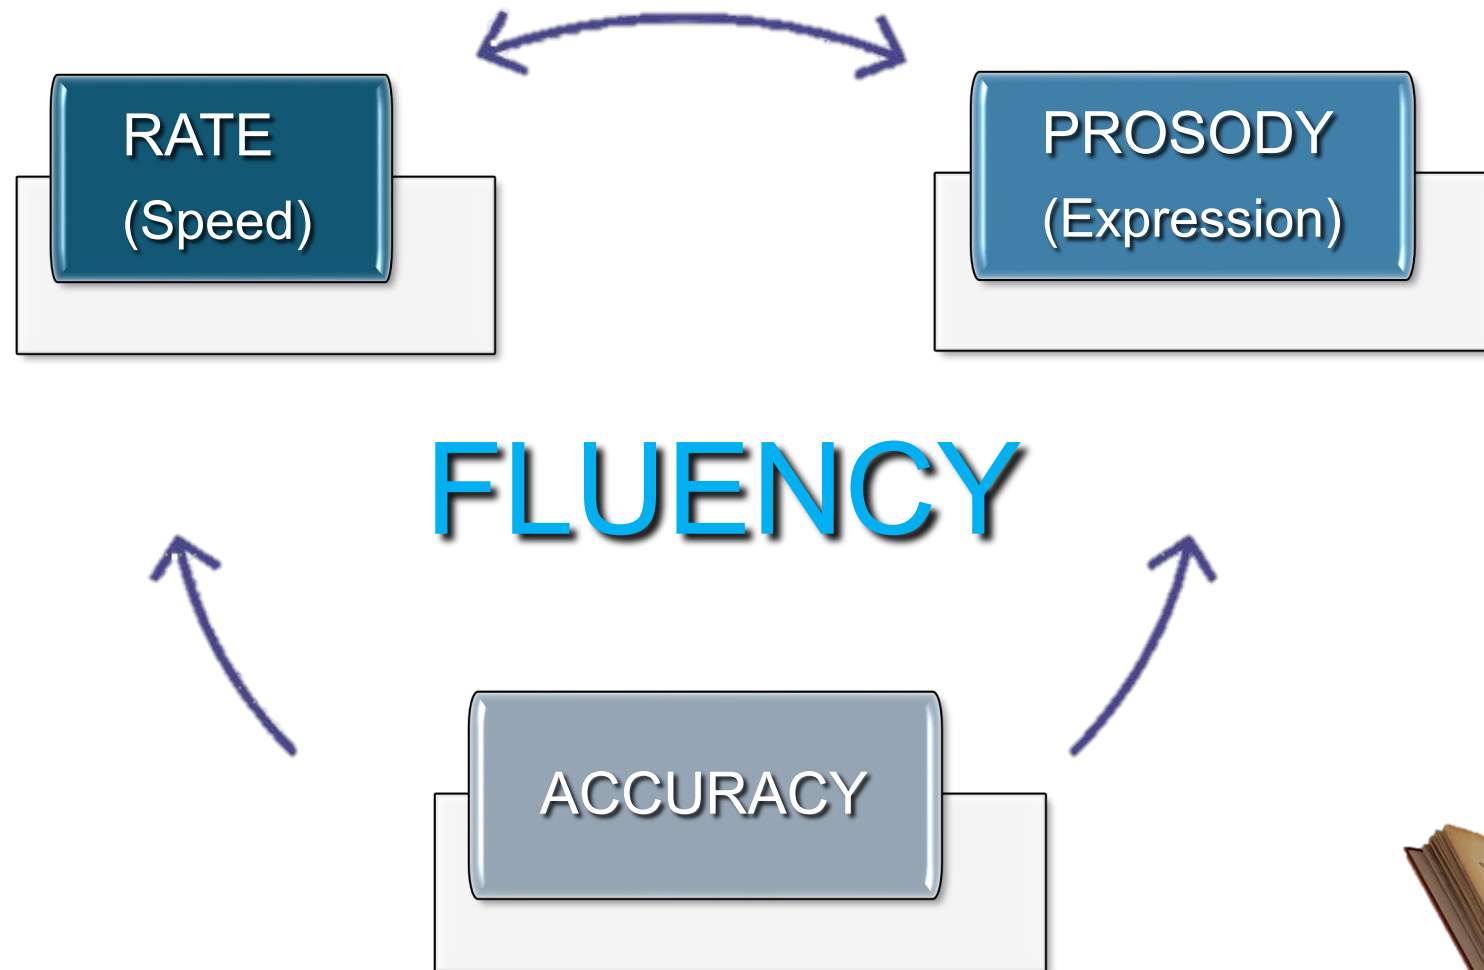 RATE
(Speed)
PROSODY
(Expression)
FLUENCY
ACCURACY